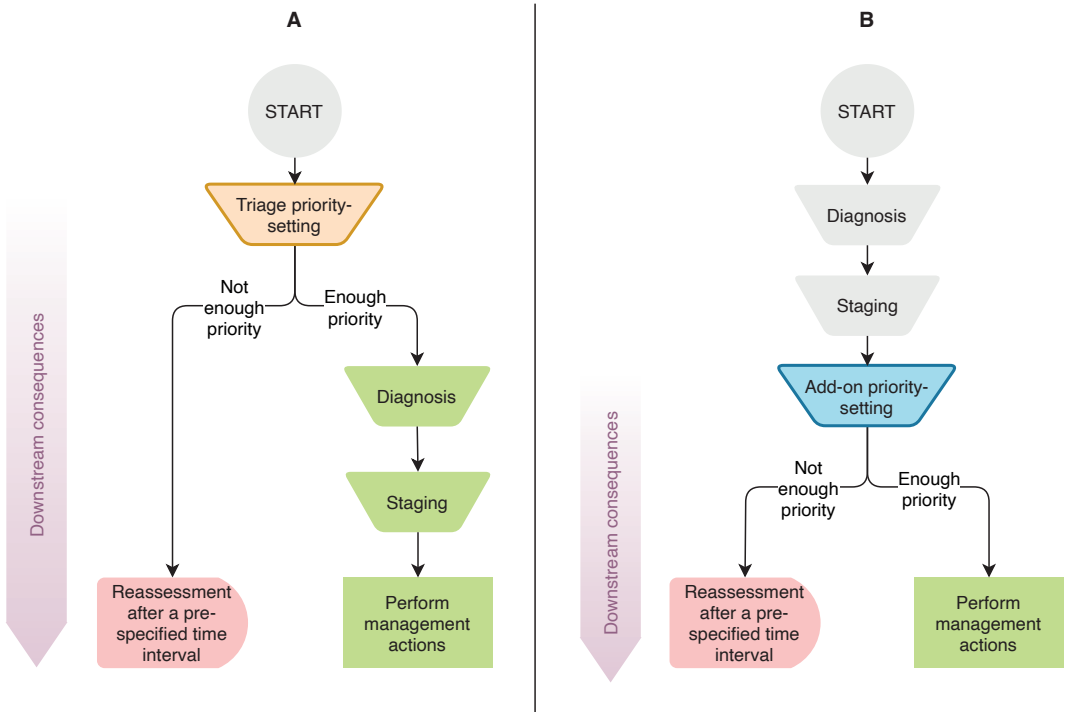 A
START
Triage priority-
setting
Not
enough
priority
Enough
priority
Diagnosis
Staging
Reassessment
after a pre-
specified time
interval
Perform
management
actions
Downstream consequences
B
START
Diagnosis
Staging
Add-on priority-
setting
Not
enough
priority
Enough
priority
Reassessment
after a pre-
specified time
interval
Perform
management
actions
Downstream consequences